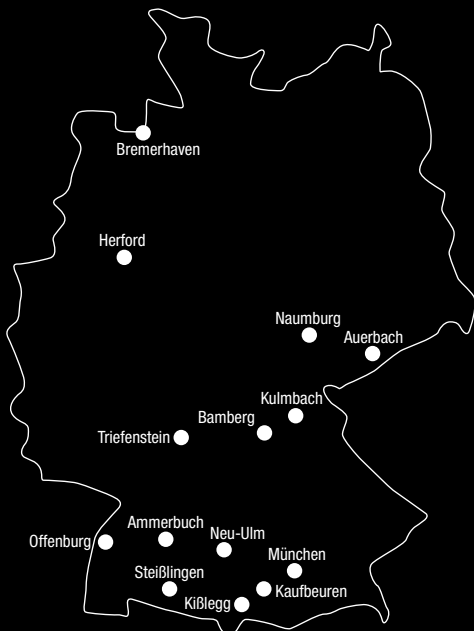 Bremerhaven
Herford
Naumburg
Auerbach
Kulmbach
Bamberg
Triefenstein
Ammerbuch
Neu-Ulm
Offenburg
München
Steißlingen
Kaufbeuren
Kißlegg